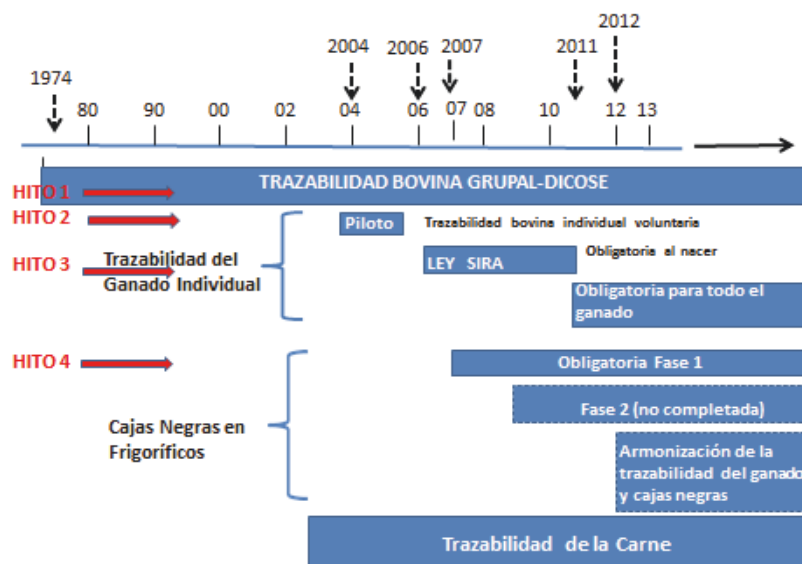 2012
2004 2006 2007 2011
1974
80 90 00 02 04 06 07 08 10 12 13
TRAZABILIDAD BOVINA GRUPAL-DICOSE
HITO 1
HITO 2
Piloto
Trazabilidad bovina individual voluntaria
HITO 3
Trazabilidad del
Ganado Individual
LEY SIRA
Obligatoria al nacer
Obligatoria para todo el
ganado
HITO 4
Obligatoria Fase 1
Cajas Negras en
Frigoríficos
Fase 2 (no completada)
Armonización de la
trazabilidad del ganado
y cajas negras
Trazabilidad de la Carne